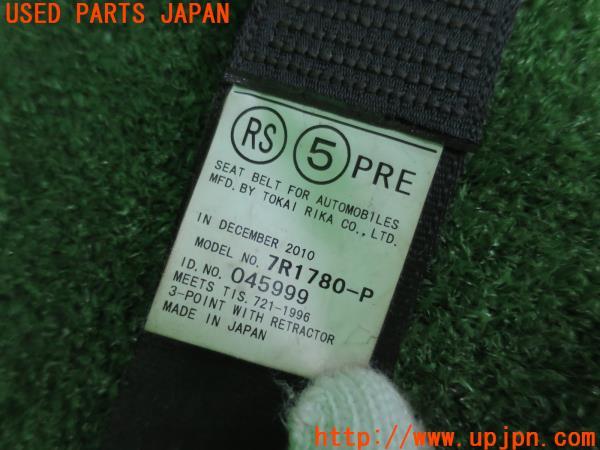 USED PARTS JAPAN
RS 5 PRE
SEAT BELT FOR AUTOMOBILES
MFD. BY TOKAI RIKA CO., LTD.
IN DECEMBER 2010
MODEL NO. 7R1780-P
ID. NO. 045999
MEETS TIS. 721-1996
3-POINT WITH RETRACTOR
MADE IN JAPAN
http://www.upjpn.com/